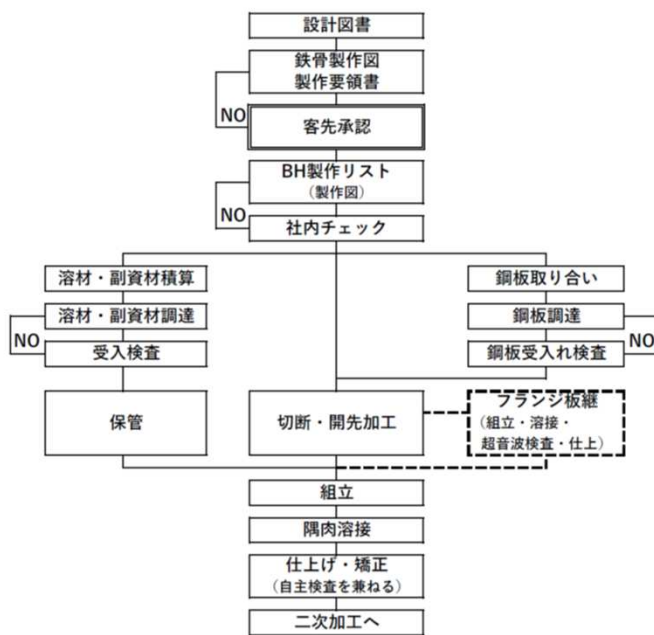 設計図書
鉄骨製作図
製作要領書
NO
客先承認
BH製作リスト
（製作図）
NO
社内チェック
溶材・副資材積算
鋼板取り合い
溶材・副資材調達
鋼板調達
NO
NO
受入検査
鋼板受入れ検査
保管
切断・開先加工
フランジ板継
（組立・溶接・
超音波検査・仕上）
組立
隅肉溶接
仕上げ・矯正
（自主検査を兼ねる）
二次加工へ